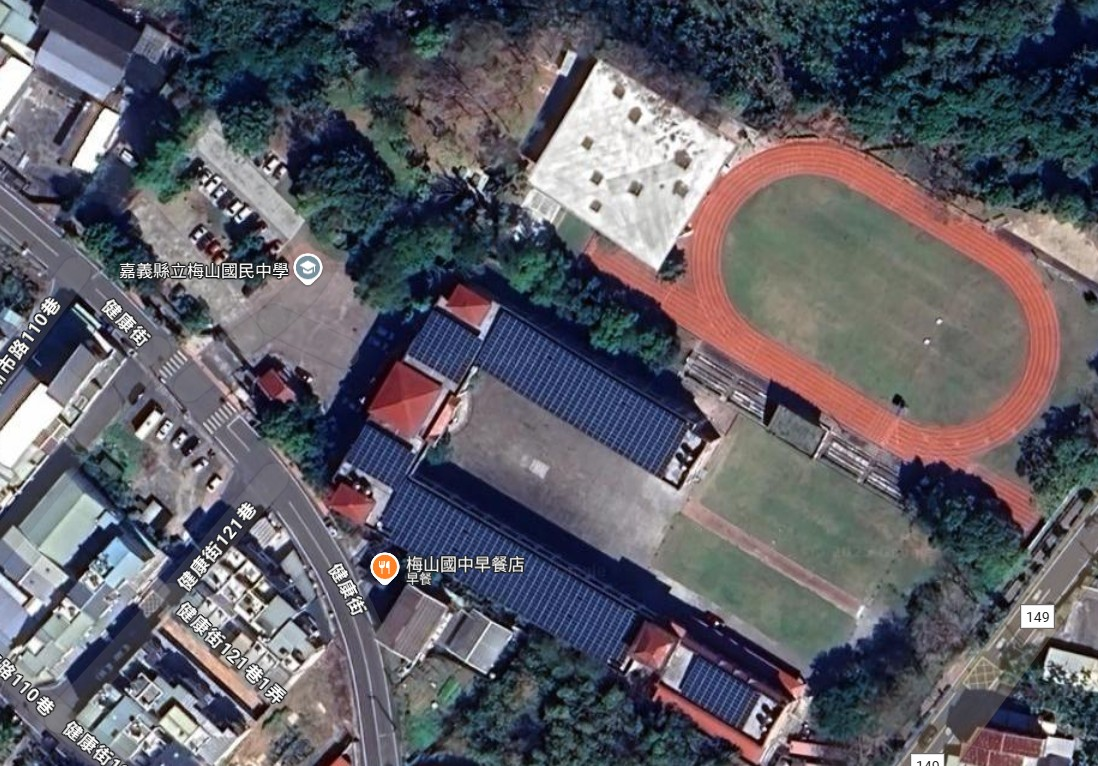 嘉義縣立梅山國民中學
健康街
市路110巷
健康街121巷
健康街
梅山國中早餐店
早餐
健康街121巷1弄
149
路110巷
健康街12
149